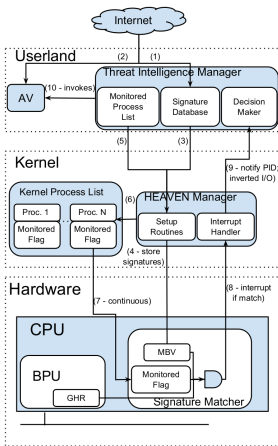 Internet
Userland
(2)
(1)
Threat Intelligence Manager
AV
(10 - invokes)
Monitored Process List
Signature Database
Decision Maker
(5)
(3)
(9 - notify PID; inverted I/O)
Kernel
Kernel Process List
(6)
HEAVEN Manager
Proc. 1
Proc. N
Monitored Flag
Monitored Flag
Setup Routines
Interrupt Handler
(4 - store signatures)
(7 - continuous)
(8 - interrupt if match)
Hardware
CPU
BPU
MBV
Monitored Flag
GHR
Signature Matcher